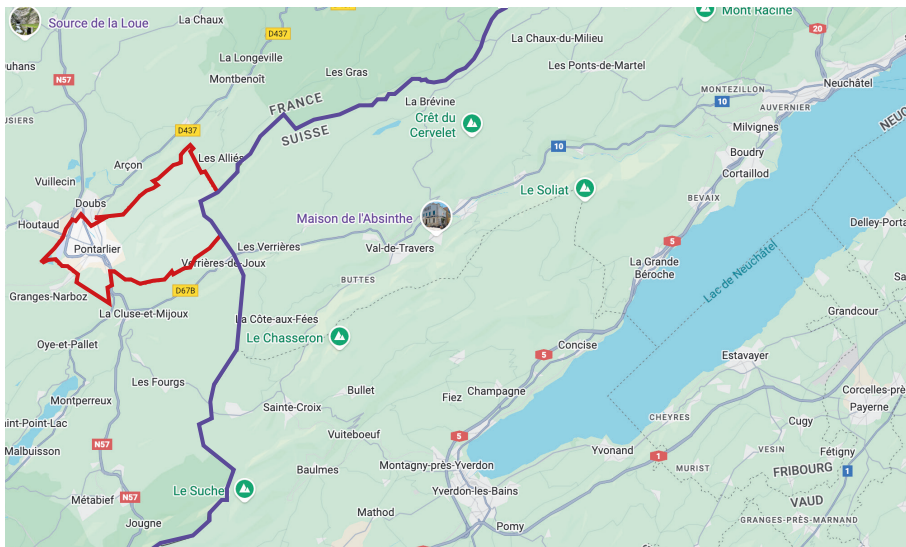 Source de la Loue
La Chaux
Mont Racine
D437
20
La Chaux-du-Milieu
La Longeville
Les Ponts-de-Martel
uhans
Les Gras
N57
Montbenoît
Neuchâtel
MONTEZILLON
FRANCE
La Brévine
10
AUVERNIER
USIERS
Crêt du
Cervelet
NEUC
D437
SUISSE
Milvignes
10
Boudry
Arçon
Les Alliés
Cortaillod
Vuillecin
Le Soliat
BEVAIX
Doubs
Maison de l'Absinthe
Houtaud
Delley-Porta
Pontarlier
Les Verrières
Val-de-Travers
5
Verrières-de-Joux
La Grande
Béroche
Lac de Neuchâtel
BUTTES
Granges-Narboz
D67B
La Cluse-et-Mijoux
La Côte-aux-Fées
Grandcour
Le Chasseron
Oye-et-Pallet
Concise
5
Estavayer
Les Fourgs
Bullet
Champagne
Corcelles-prè
Montperreux
Fiez
Payerne
Sainte-Croix
CHEYRES
int-Point-Lac
Cugy
Vuiteboeuf
5
N57
Malbuisson
Yvonand
VESIN
Fétigny
Montagny-près-Yverdon
1
MURIST
FRIBOURG
1
Baulmes
Le Suche
Yverdon-les-Bains
Métabief
N57
VAUD
Mathod
Jougne
Pomy
GRANGES-PRÈS-MARNAND